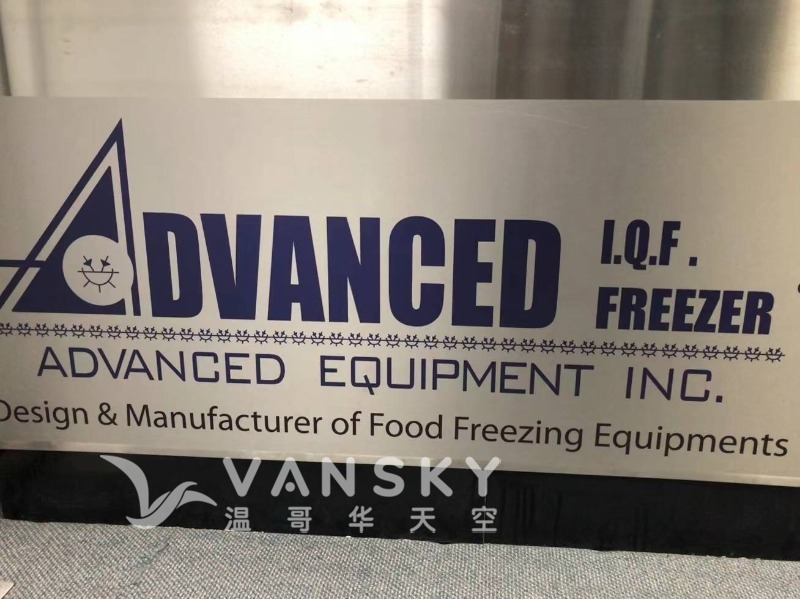 ADVANCED
I.Q.F.
FREEZER
ADVANCED EQUIPMENT INC.
Design & Manufacturer of Food Freezing Equipments
VANSKY
温哥华天空